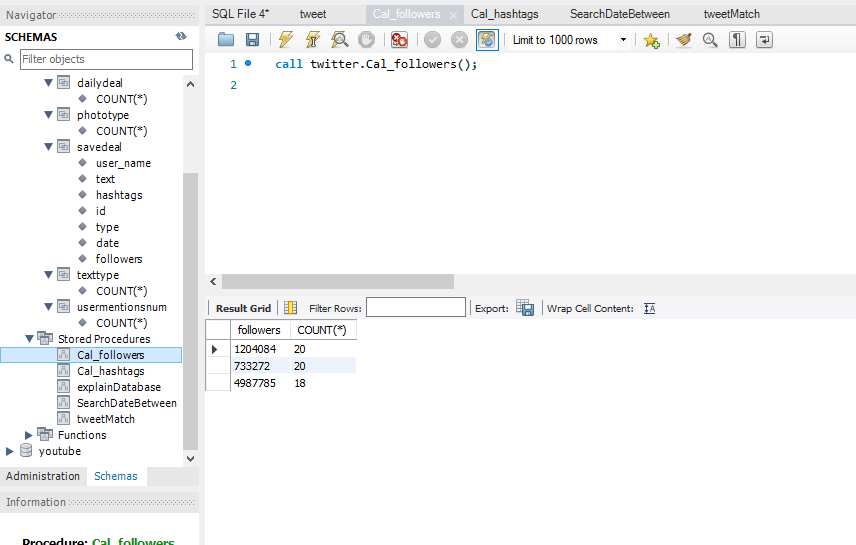 Navigator
SCHEMAS
Filter objects
dailydeal
COUNT(*)
phototype
COUNT(*)
savedeal
user_name
text
hashtags
id
type
date
followers
texttype
COUNT(*)
usermentionsnum
COUNT(*)
Stored Procedures
Cal_followers
Cal_hashtags
explainDatabase
SearchDateBetween
tweetMatch
Functions
youtube
Administration Schemas
Information
Procedure: Cal_followers
SQL File 4* tweet Cal_followers Cal_hashtags SearchDateBetween tweetMatch
Limit to 1000 rows
1 call twitter.Cal_followers();
2
Result Grid Filter Rows: Export: Wrap Cell Content:
followers COUNT(*)
1204084 20
733272 20
4987785 18